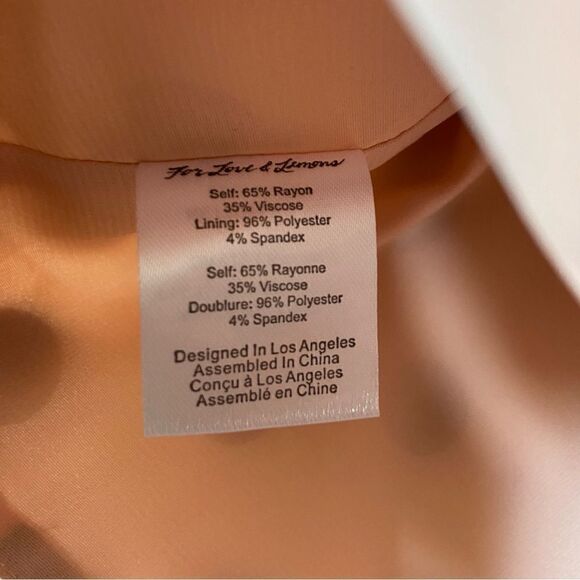 For Love & Lemons
Self: 65% Rayon
35% Viscose
Lining: 96% Polyester
4% Spandex
Self: 65% Rayonne
35% Viscose
Doublure: 96% Polyester
4% Spandex
Designed In Los Angeles
Assembled In China
Conçu à Los Angeles
Assemblé en Chine